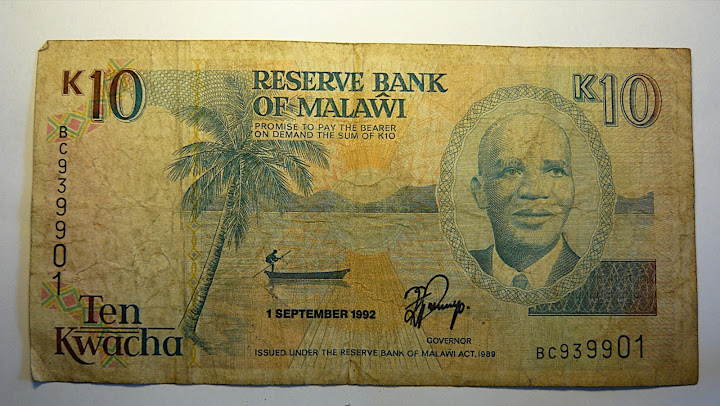 K10
RESERVE BANK
OF MALAŴI
PROMISE TO PAY THE BEARER
ON DEMAND THE SUM OF K10
K10
BC939901
1 SEPTEMBER 1992
GOVERNOR
Ten
Kwacha
ISSUED UNDER THE RESERVE BANK OF MALAWI ACT.1989
BC939901